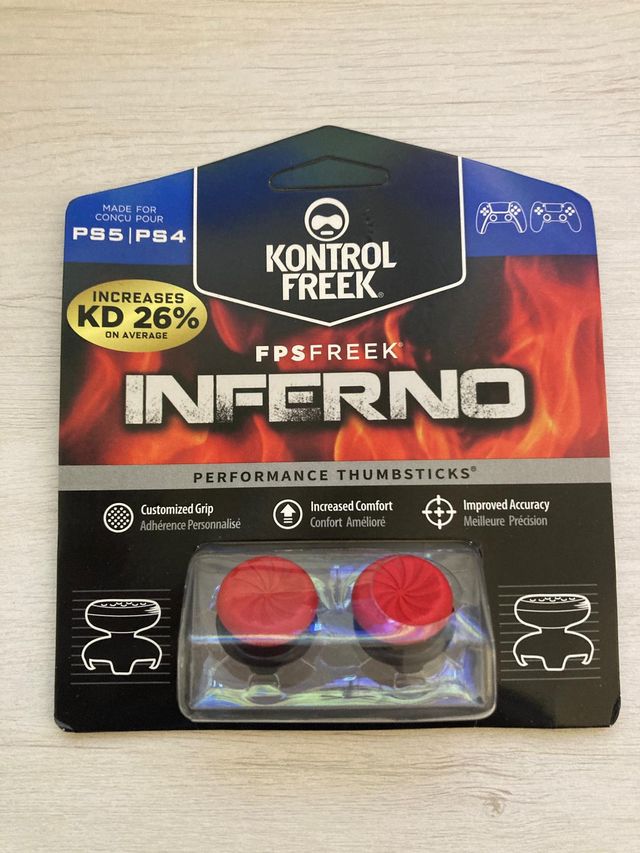 MADE FOR
CONÇU POUR
PS5|PS4
KONTROL
FREEK®
INCREASES
KD 26%
ON AVERAGE
FPSFREEK®
INFERNO
PERFORMANCE THUMBSTICKS®
Customized Grip
Adhérence Personnalisé
Increased Comfort
Confort Amélioré
Improved Accuracy
Meilleure Précision